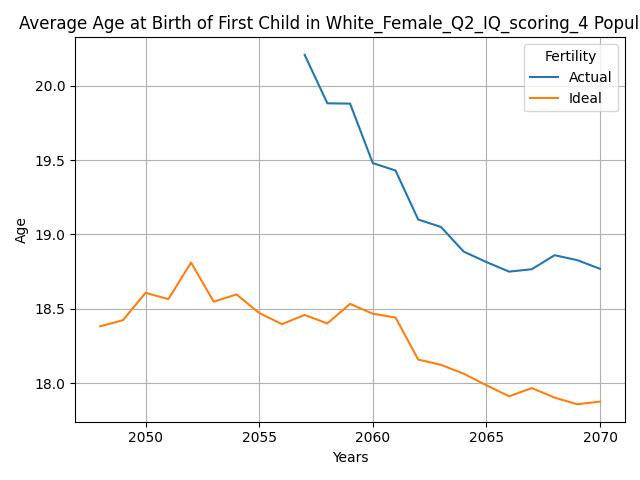 Average Age at Birth of First Child in White_Female_Q2_IQ_scoring_4 Popul
Fertility
Actual
Ideal
20.0
19.5
19.0
18.5
18.0
Age
2050 2055 2060 2065 2070
Years